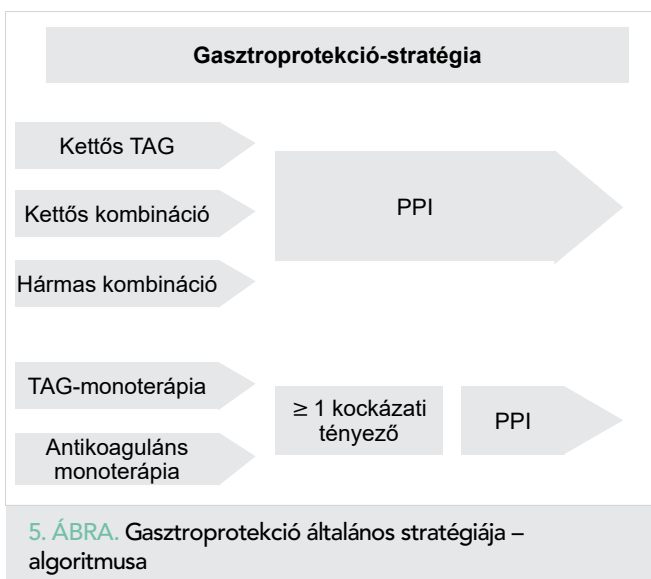 Gasztroprotekció-stratégia
Kettős TAG
Kettős kombináció
Hármas kombináció
PPI
TAG-monoterápia
Antikoaguláns
monoterápia
≥ 1 kockázati
tényező
PPI
5. ÁBRA. Gasztroprotekció általános stratégiája –
algoritmusa